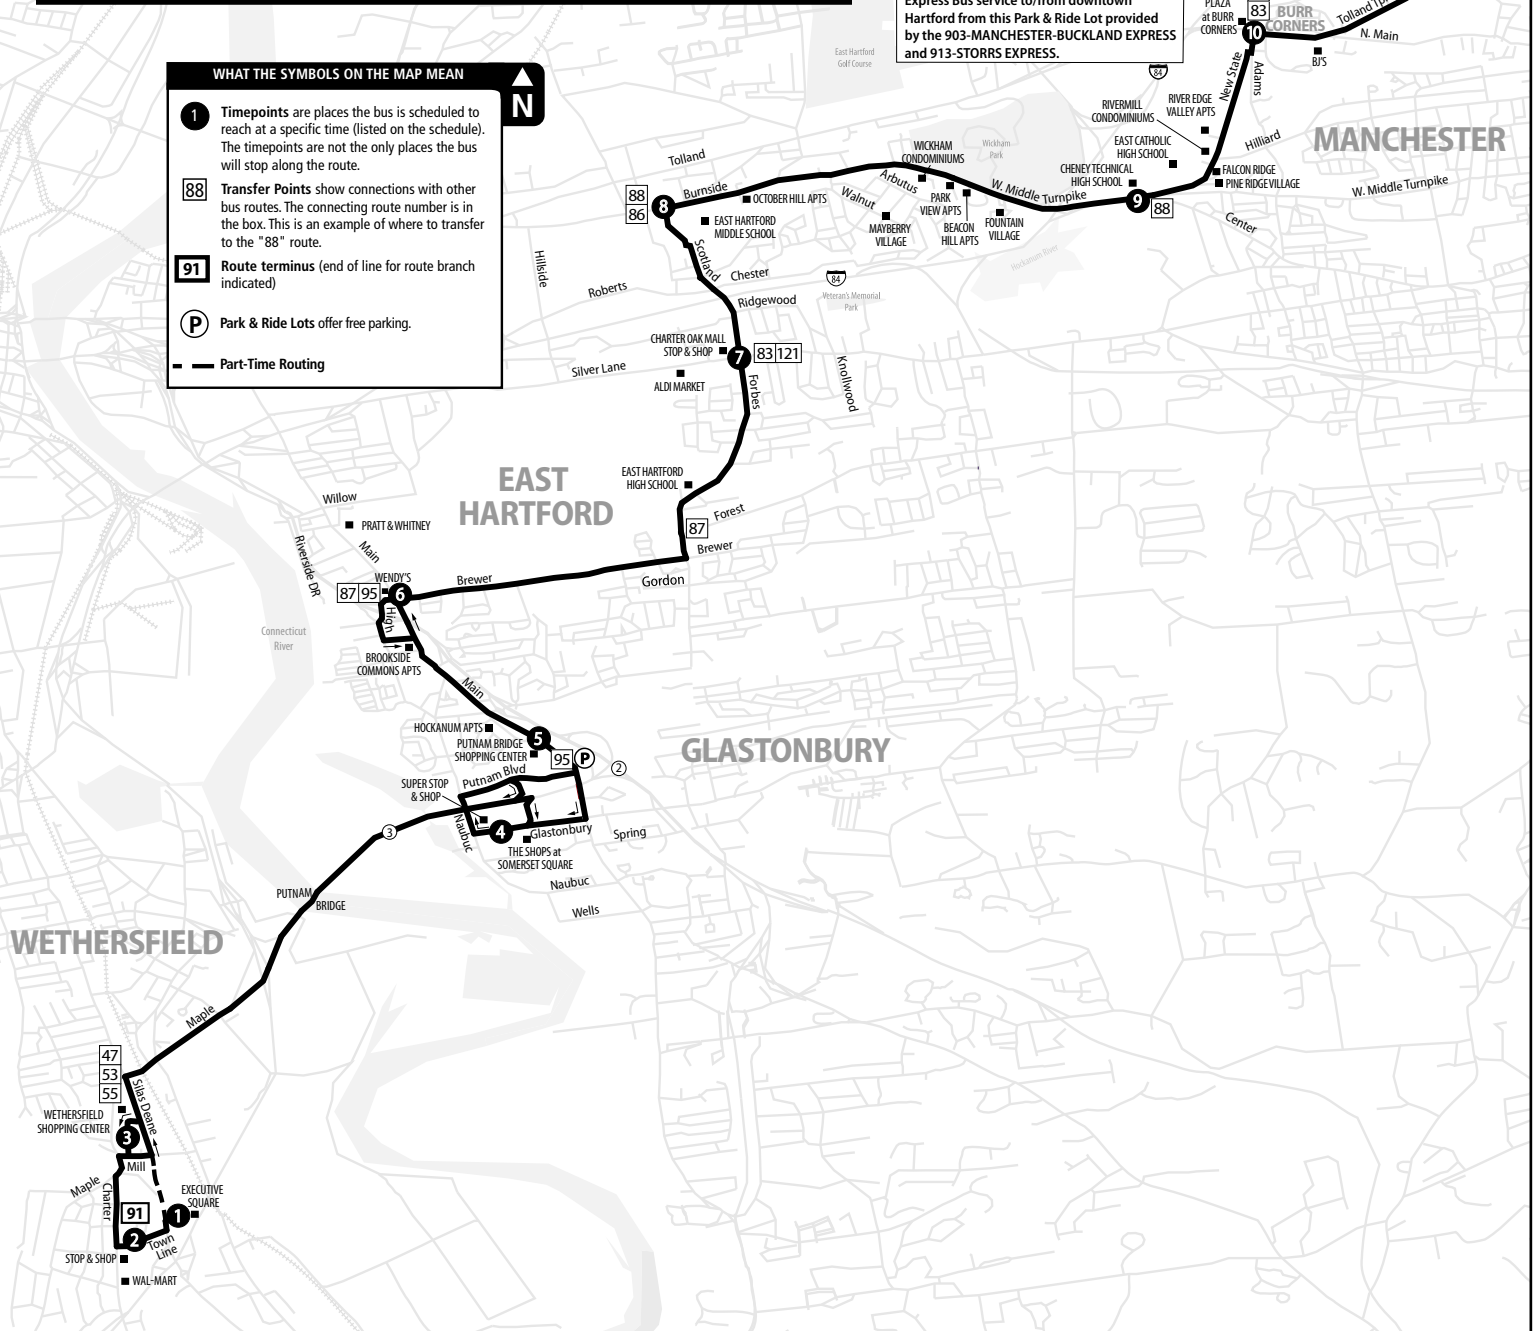 Express Bus service to/from downtown
Hartford from this Park & Ride Lot provided
by the 903-MANCHESTER-BUCKLAND EXPRESS
and 913-STORRS EXPRESS.
PLAZA
at BURR
CORNERS
83
10
BURR
CORNERS
Tolland Tpk
N. Main
BJ'S
New State
Adams
84
East Hartford
Golf Course
WHAT THE SYMBOLS ON THE MAP MEAN
N
1
Timepoints are places the bus is scheduled to
reach at a specific time (listed on the schedule).
The timepoints are not the only places the bus
will stop along the route.
88
Transfer Points show connections with other
bus routes. The connecting route number is in
the box. This is an example of where to transfer
to the "88" route.
91
Route terminus (end of line for route branch
indicated)
P
Park & Ride Lots offer free parking.
Part-Time Routing
RIVERMILL
CONDOMINIUMS
RIVER EDGE
VALLEY APTS
EAST CATHOLIC
HIGH SCHOOL
Hilliard
MANCHESTER
CHENEY TECHNICAL
HIGH SCHOOL
FALCON RIDGE
PINE RIDGE VILLAGE
W. Middle Turnpike
9
88
Center
Wickham
Park
WICKHAM
CONDOMINIUMS
Tolland
Burnside
Arbutus
W. Middle Turnpike
88
86
8
OCTOBER HILL APTS
EAST HARTFORD
MIDDLE SCHOOL
Walnut
MAYBERRY
VILLAGE
PARK
VIEW APTS
BEACON
HILL APTS
FOUNTAIN
VILLAGE
Hockanum River
Hillside
Scotland
Chester
84
Roberts
Ridgewood
Veteran's Memorial
Park
CHARTER OAK MALL
STOP & SHOP
7
83
121
Silver Lane
ALDI MARKET
Forbes
Knollwood
EAST
HARTFORD
EAST HARTFORD
HIGH SCHOOL
Willow
PRATT & WHITNEY
Main
Riverside DR
87
Forest
Brewer
Gordon
WENDY'S
87
95
6
Brewer
High
Connecticut
River
BROOKSIDE
COMMONS APTS
Main
HOCKANUM APTS
5
PUTNAM BRIDGE
SHOPPING CENTER
95
P
2
GLASTONBURY
Putnam Blvd
SUPER STOP
& SHOP
3
Naubuc
4
Glastonbury
Spring
THE SHOPS at
SOMERSET SQUARE
Naubuc
Wells
PUTNAM
BRIDGE
WETHERSFIELD
Maple
47
53
55
Silas Deane
WETHERSFIELD
SHOPPING CENTER
3
Mill
Maple
Charter
EXECUTIVE
SQUARE
91
1
2
Town
Line
STOP & SHOP
WAL-MART